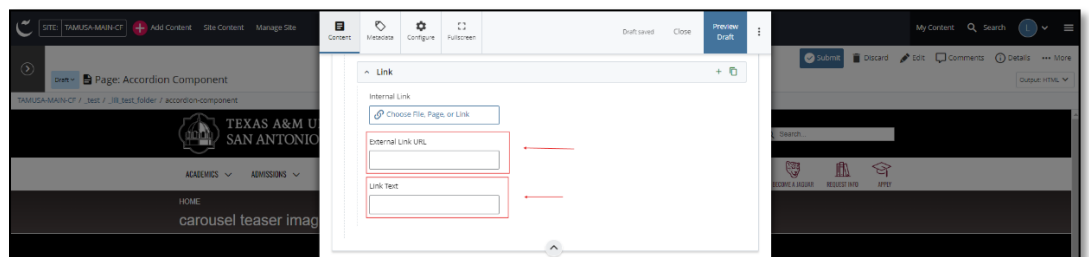 SITE: TAMUSA-MAIN-CF Add Content Site Content Manage Site
Content Metadata Configure Fullscreen
Draft saved Close Preview Draft
My Content Search L
Submit Discard Edit Comments Details More
Draft Page: Accordion Component
Output: HTML
TAMUSA-MAIN-CF / _test / _lili_test_folder / accordion-component
Link
Internal Link
Choose File, Page, or Link
External Link URL
Link Text
TEXAS A&M U
SAN ANTONIO
Search...
ACADEMICS ADMISSIONS
BECOME A JAGUAR REQUEST INFO APPLY
HOME
carousel teaser imag